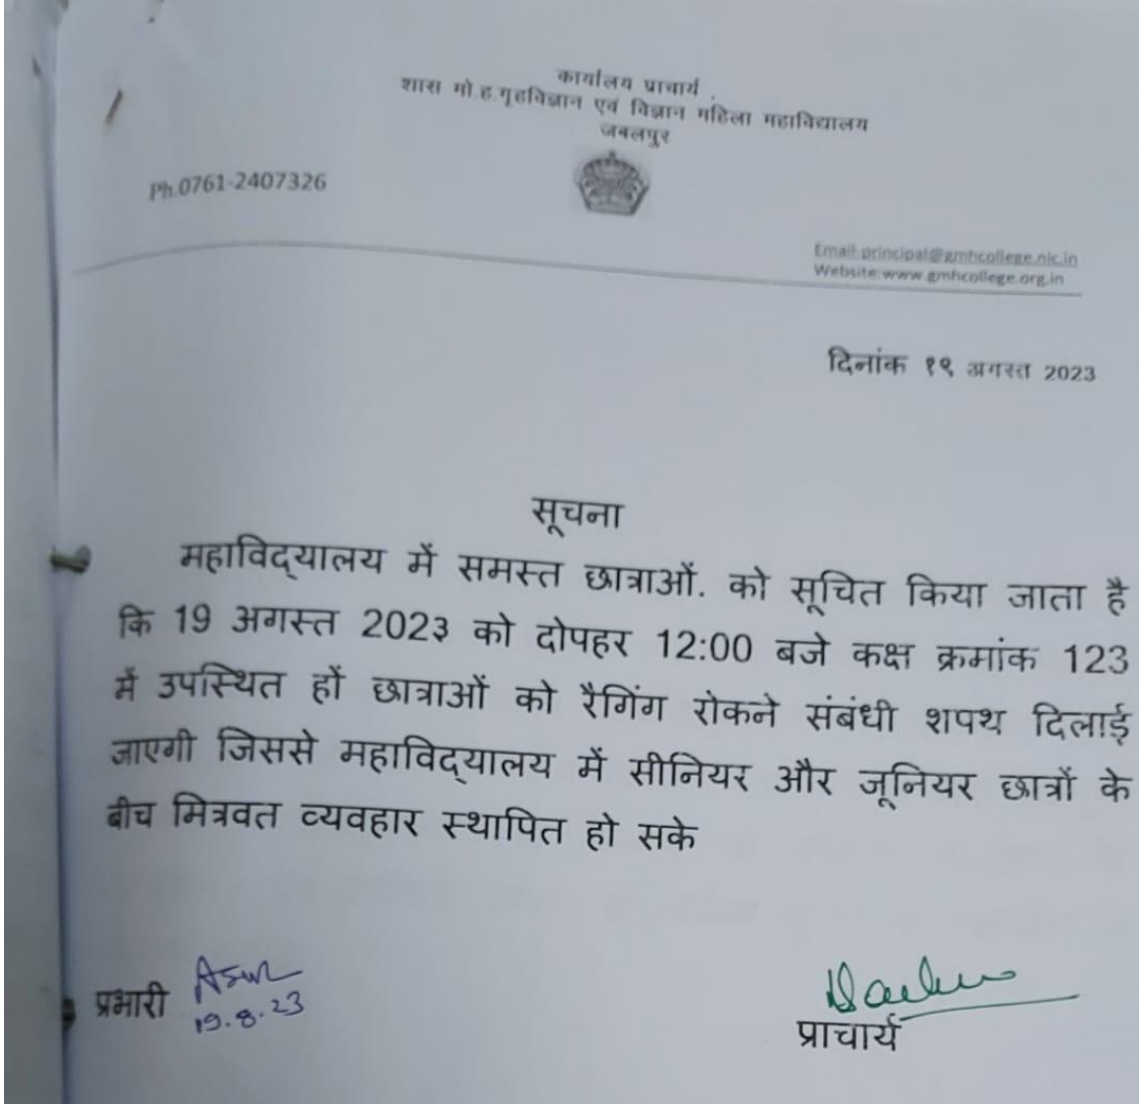 कार्यालय प्राचार्य
शास मो.ह.गृहविज्ञान एवं विज्ञान महिला महाविद्यालय
जबलपुर
Ph.0761-2407326
Email:principal@gmhcollege.nic.in
Website:www.gmhcollege.org.in
दिनांक १९ अगस्त 2023
सूचना
महाविद्यालय में समस्त छात्राओं. को सूचित किया जाता है
कि 19 अगस्त 202३ को दोपहर 12:00 बजे कक्ष क्रमांक 123
में उपस्थित हों छात्राओं को रैगिंग रोकने संबंधी शपथ दिलाई
जाएगी जिससे महाविद्यालय में सीनियर और जूनियर छात्रों के
बीच मित्रवत व्यवहार स्थापित हो सके
प्रभारी
19.8.23
प्राचार्य